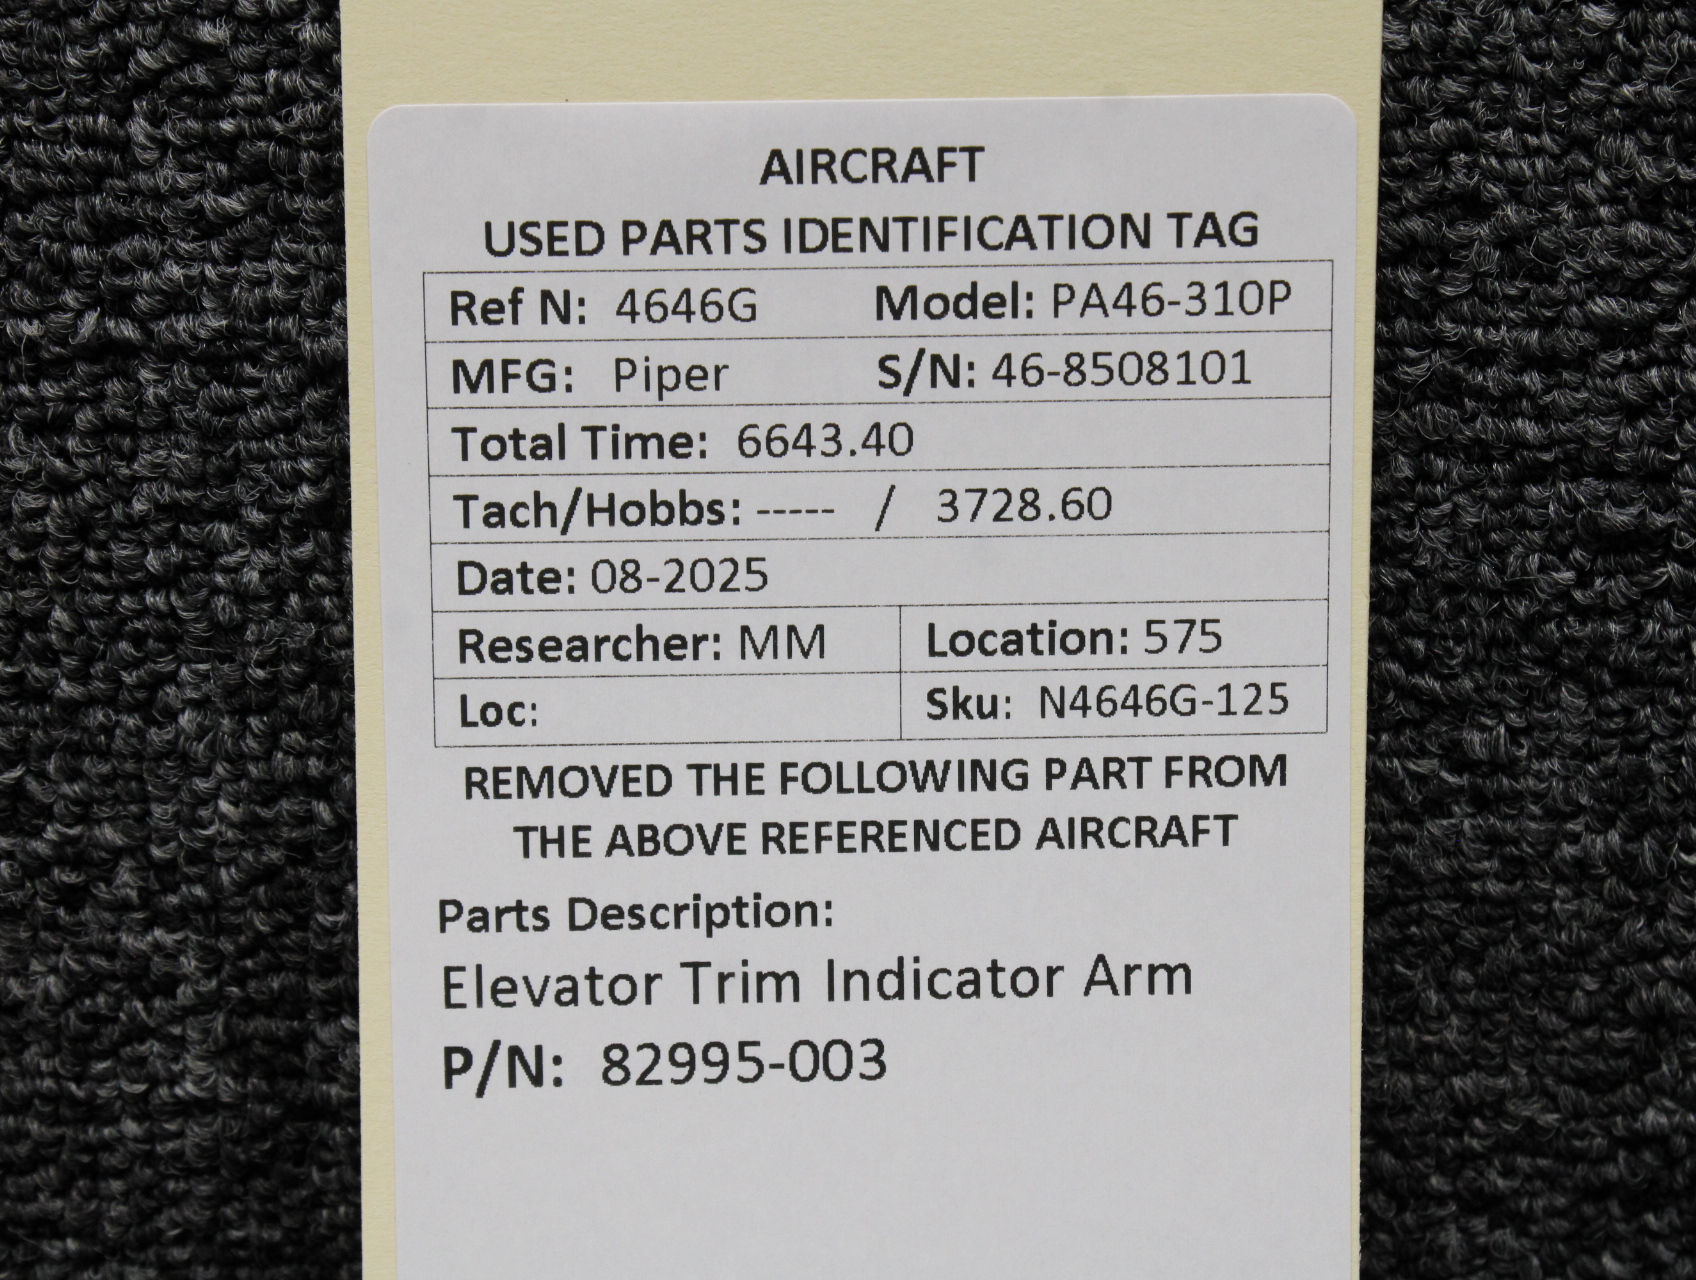 AIRCRAFT
USED PARTS IDENTIFICATION TAG
Ref N: 4646G Model: PA46-310P
MFG: Piper S/N: 46-8508101
Total Time: 6643.40
Tach/Hobbs: ----- / 3728.60
Date: 08-2025
Researcher: MM Location: 575
Loc: Sku: N4646G-125
REMOVED THE FOLLOWING PART FROM
THE ABOVE REFERENCED AIRCRAFT
Parts Description:
Elevator Trim Indicator Arm
P/N: 82995-003